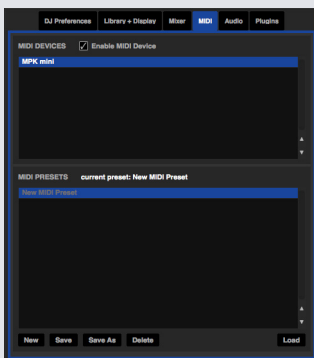 DJ Preferences Library + Display Mixer MIDI Audio Plugins
MIDI DEVICES Enable MIDI Device
MPK mini
MIDI PRESETS current preset: New MIDI Preset
New MIDI Preset
New Save Save As Delete Load